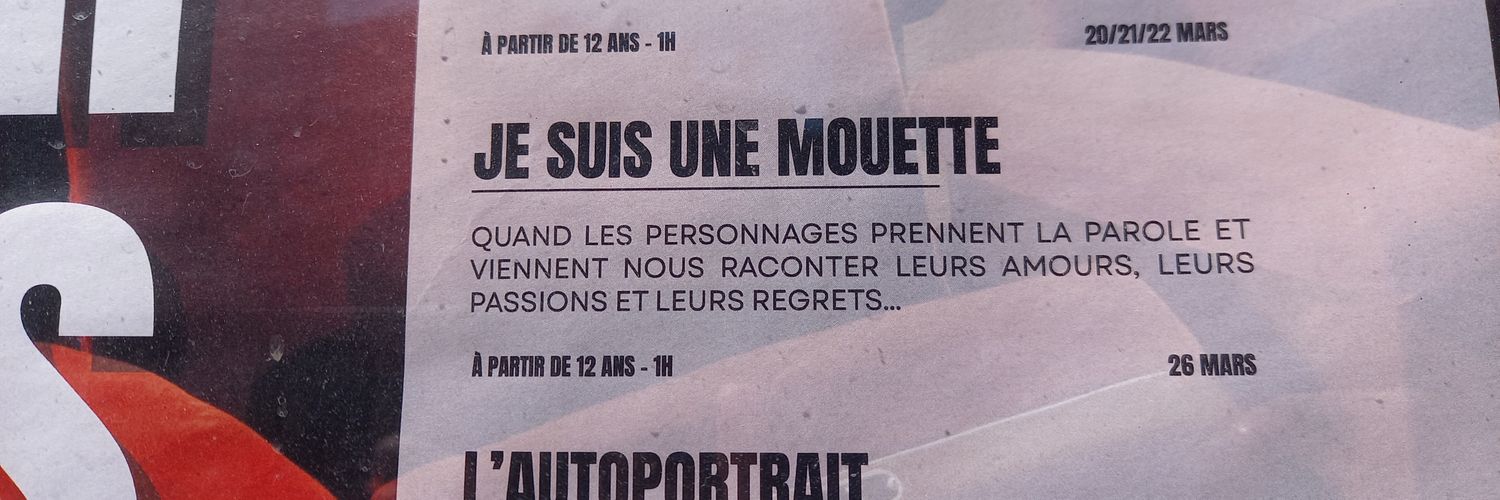 À PARTIR DE 12 ANS - 1H
20/21/22 MARS
JE SUIS UNE MOUETTE
QUAND LES PERSONNAGES PRENNENT LA PAROLE ET
VIENNENT NOUS RACONTER LEURS AMOURS, LEURS
PASSIONS ET LEURS REGRETS...
À PARTIR DE 12 ANS - 1H
26 MARS
L'AUTOPORTRAIT